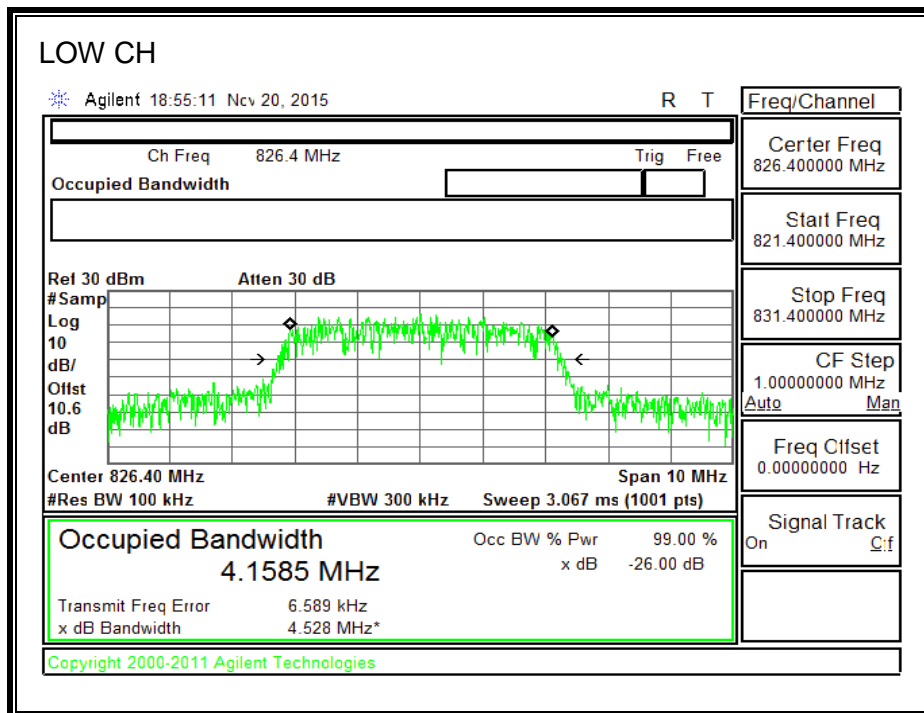 LOW CH
Agilent 18:55:11 Nov 20, 2015 R T
Freq/Channel
Ch Freq 826.4 MHz Trig Free
Occupied Bandwidth
Center Freq
826.400000 MHz
Start Freq
821.400000 MHz
Stop Freq
831.400000 MHz
CF Step
1.00000000 MHz
Auto Man
Freq Offset
0.00000000 Hz
Signal Track
On Off
Ref 30 dBm Atten 30 dB
#Samp
Log
10
dB/
Offst
10.6
dB
Center 826.40 MHz Span 10 MHz
#Res BW 100 kHz #VBW 300 kHz Sweep 3.067 ms (1001 pts)
Occupied Bandwidth
4.1585 MHz
Occ BW % Pwr 99.00 %
x dB -26.00 dB
Transmit Freq Error 6.589 kHz
x dB Bandwidth 4.528 MHz*
Copyright 2000-2011 Agilent Technologies